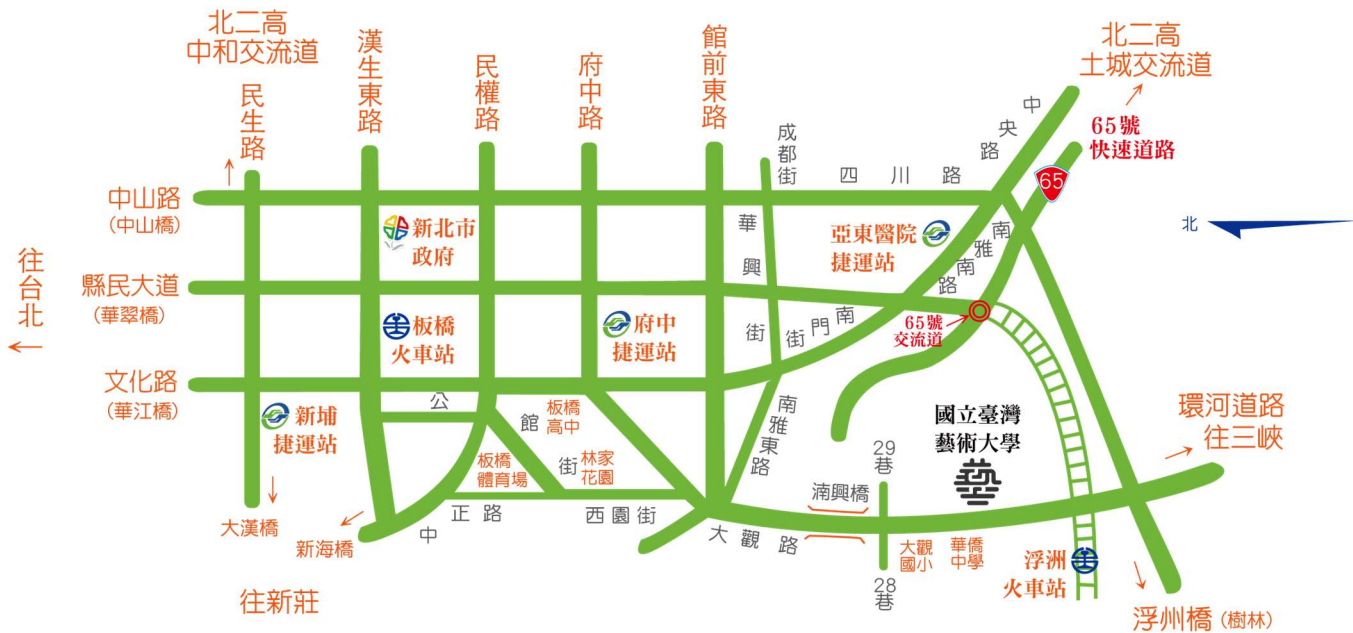 北二高
中和交流道
民生路
漢生東路
民權路
府中路
館前東路
成都街
四川路
中央路
北二高
土城交流道
65號
快速道路
65
中山路
(中山橋)
新北市
政府
華興街
亞東醫院
捷運站
南雅南路
北
往台北
縣民大道
(華翠橋)
板橋
火車站
府中
捷運站
南門街
65號
交流道
文化路
(華江橋)
新埔
捷運站
公館街
板橋
高中
板橋
體育場
林家
花園
南雅東路
國立臺灣
藝術大學
29巷
環河道路
往三峽
湳興橋
大漢橋
新海橋
中正路
西園街
大觀路
大觀
國小
華僑
中學
28巷
浮洲
火車站
往新莊
浮州橋(樹林)